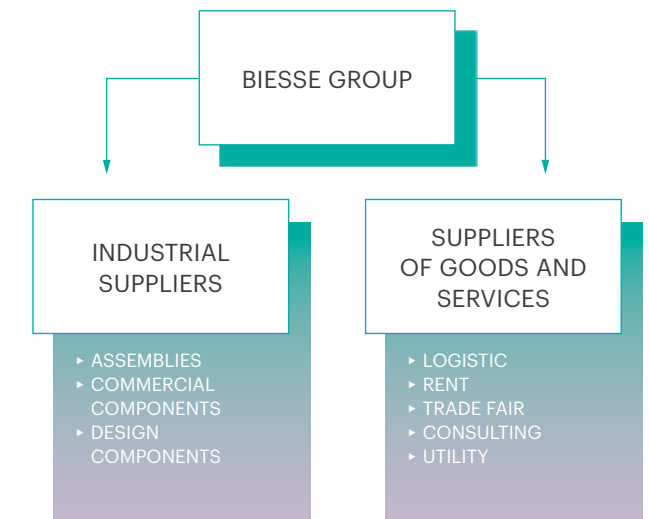 BIESSE GROUP
INDUSTRIAL
SUPPLIERS
▸ ASSEMBLIES
▸ COMMERCIAL
COMPONENTS
▸ DESIGN
COMPONENTS
SUPPLIERS
OF GOODS AND
SERVICES
▸ LOGISTIC
▸ RENT
▸ TRADE FAIR
▸ CONSULTING
▸ UTILITY